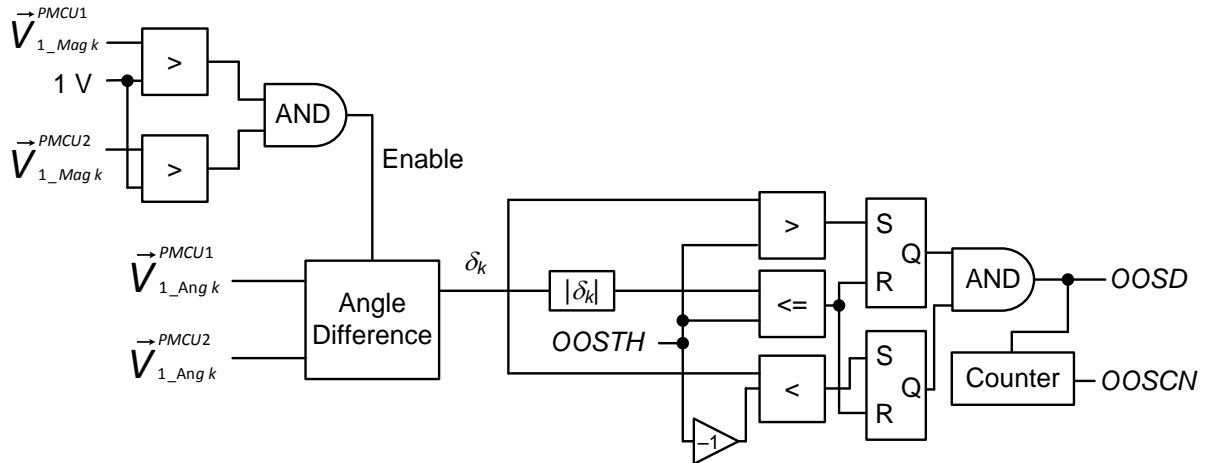 V⃗ 1_Mag k PMCU1
>
1 V
AND
V⃗ 1_Mag k PMCU2
>
Enable
V⃗ 1_Ang k PMCU1
V⃗ 1_Ang k PMCU2
Angle
Difference
δk
|δk|
OOSTH
–1
>
<=
<
S
R
Q
S
R
Q
AND
OOSD
Counter
OOSCN